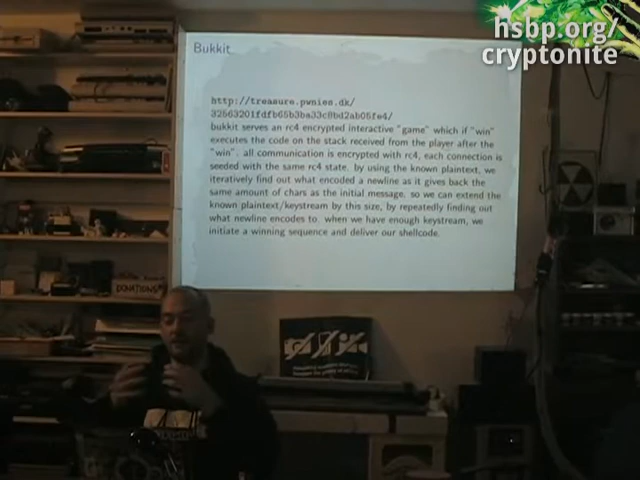 hsbp.org/
cryptonite
Bukkit
http://treasure.pwnies.dk/
32563201fdfb65b3ba33c8bd2ab05fe4/
bukkit serves an rc4 encrypted interactive "game" which if "win"
executes the code on the stack received from the player after the
"win". all communication is encrypted with rc4, each connection is
seeded with the same rc4 state. by using the known plaintext, we
iteratively find out what encoded a newline as it gives back the
same amount of chars as the initial message. so we can extend the
known plaintext/keystream by this size, by repeatedly finding out
what newline encodes to. when we have enough keystream, we
initiate a winning sequence and deliver our shellcode.
DONATIONS